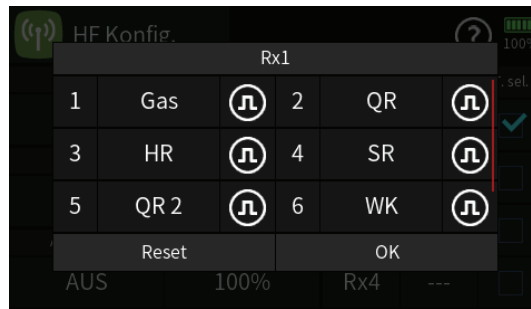 HF Konfig.
?
100%
Rx1
. sel.
1 Gas 2 QR
3 HR 4 SR
5 QR 2 6 WK
Reset OK
AUS 100% Rx4 ---